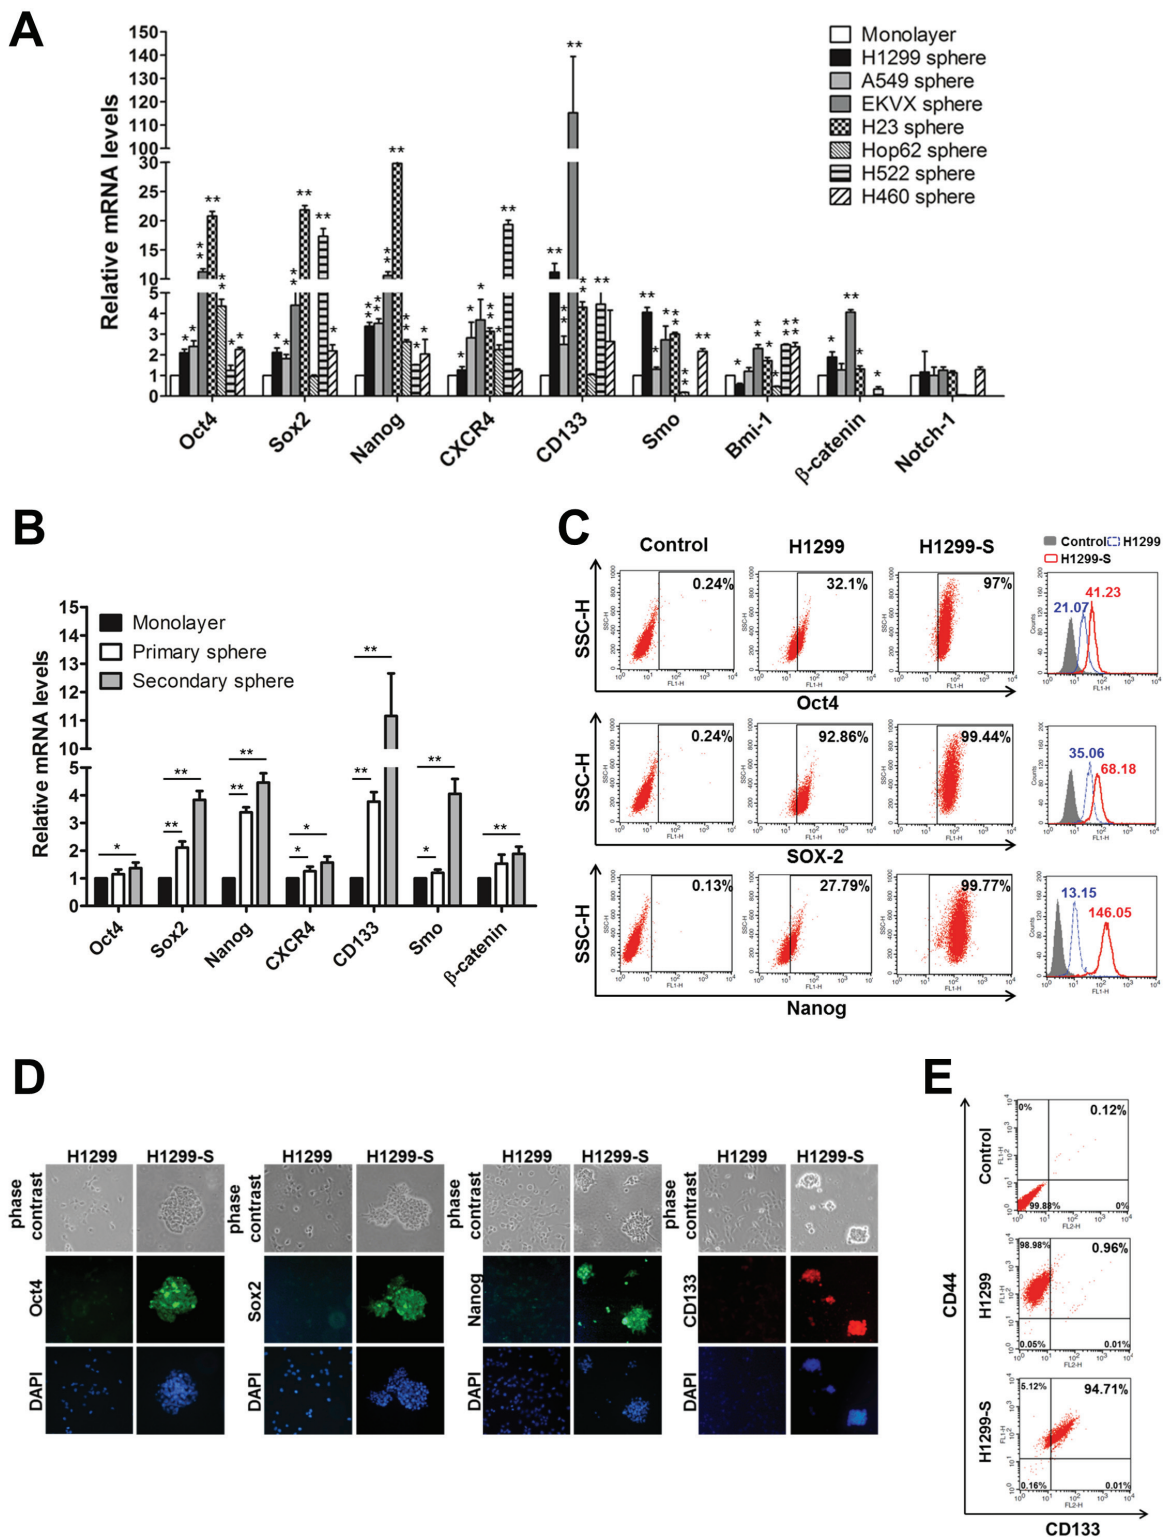 A
Relative mRNA levels
150
140
130
120
110
100
30
25
20
15
10
5
4
3
2
1
0
Monolayer
H1299 sphere
A549 sphere
EKVX sphere
H23 sphere
Hop62 sphere
H522 sphere
H460 sphere
Oct4
Sox2
Nanog
CXCR4
CD133
Smo
Bmi-1
β-catenin
Notch-1
B
Relative mRNA levels
15
14
13
12
11
10
5
4
3
2
1
0
Monolayer
Primary sphere
Secondary sphere
Oct4
Sox2
Nanog
CXCR4
CD133
Smo
β-catenin
C
Control
H1299
H1299-S
Control H1299
H1299-S
SSC-H
0.24%
32.1%
97%
21.07
41.23
Oct4
SSC-H
0.24%
92.86%
99.44%
35.06
68.18
SOX-2
SSC-H
0.13%
27.79%
99.77%
13.15
146.05
Nanog
D
H1299 H1299-S
H1299 H1299-S
H1299 H1299-S
H1299 H1299-S
phase contrast
phase contrast
phase contrast
phase contrast
Oct4
Sox2
Nanog
CD133
DAPI
DAPI
DAPI
DAPI
E
CD44
Control
0%
0.12%
99.88%
0%
FL1-H
FL2-H
H1299
98.98%
0.96%
0.05%
0.01%
FL1-H
FL2-H
H1299-S
5.12%
94.71%
0.16%
0.01%
FL1-H
FL2-H
CD133